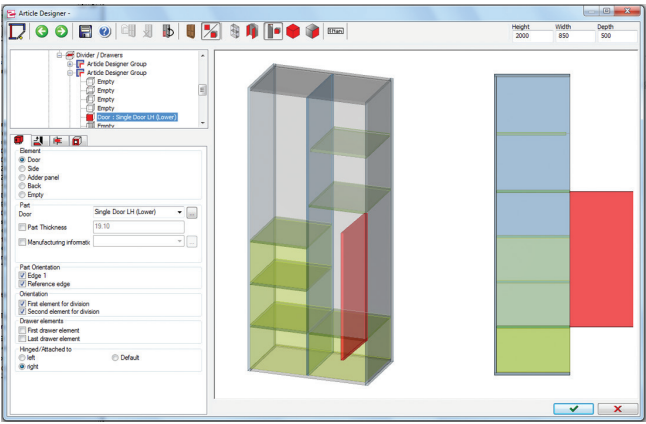 Article Designer -
Height Width Depth
2000 850 500
Divider / Drawers
Article Designer Group
Article Designer Group
Empty
Empty
Empty
Door : Single Door LH (Lower)
Empty
Element
Door
Side
Adder panel
Back
Empty
Part
Door Single Door LH (Lower) ...
Part Thickness 19.10
Manufacturing informatic ...
Part Orientation
Edge 1
Reference edge
Orientation
First element for division
Second element for division
Drawer elements
First drawer element
Last drawer element
Hinged/Attached to
left Default
right